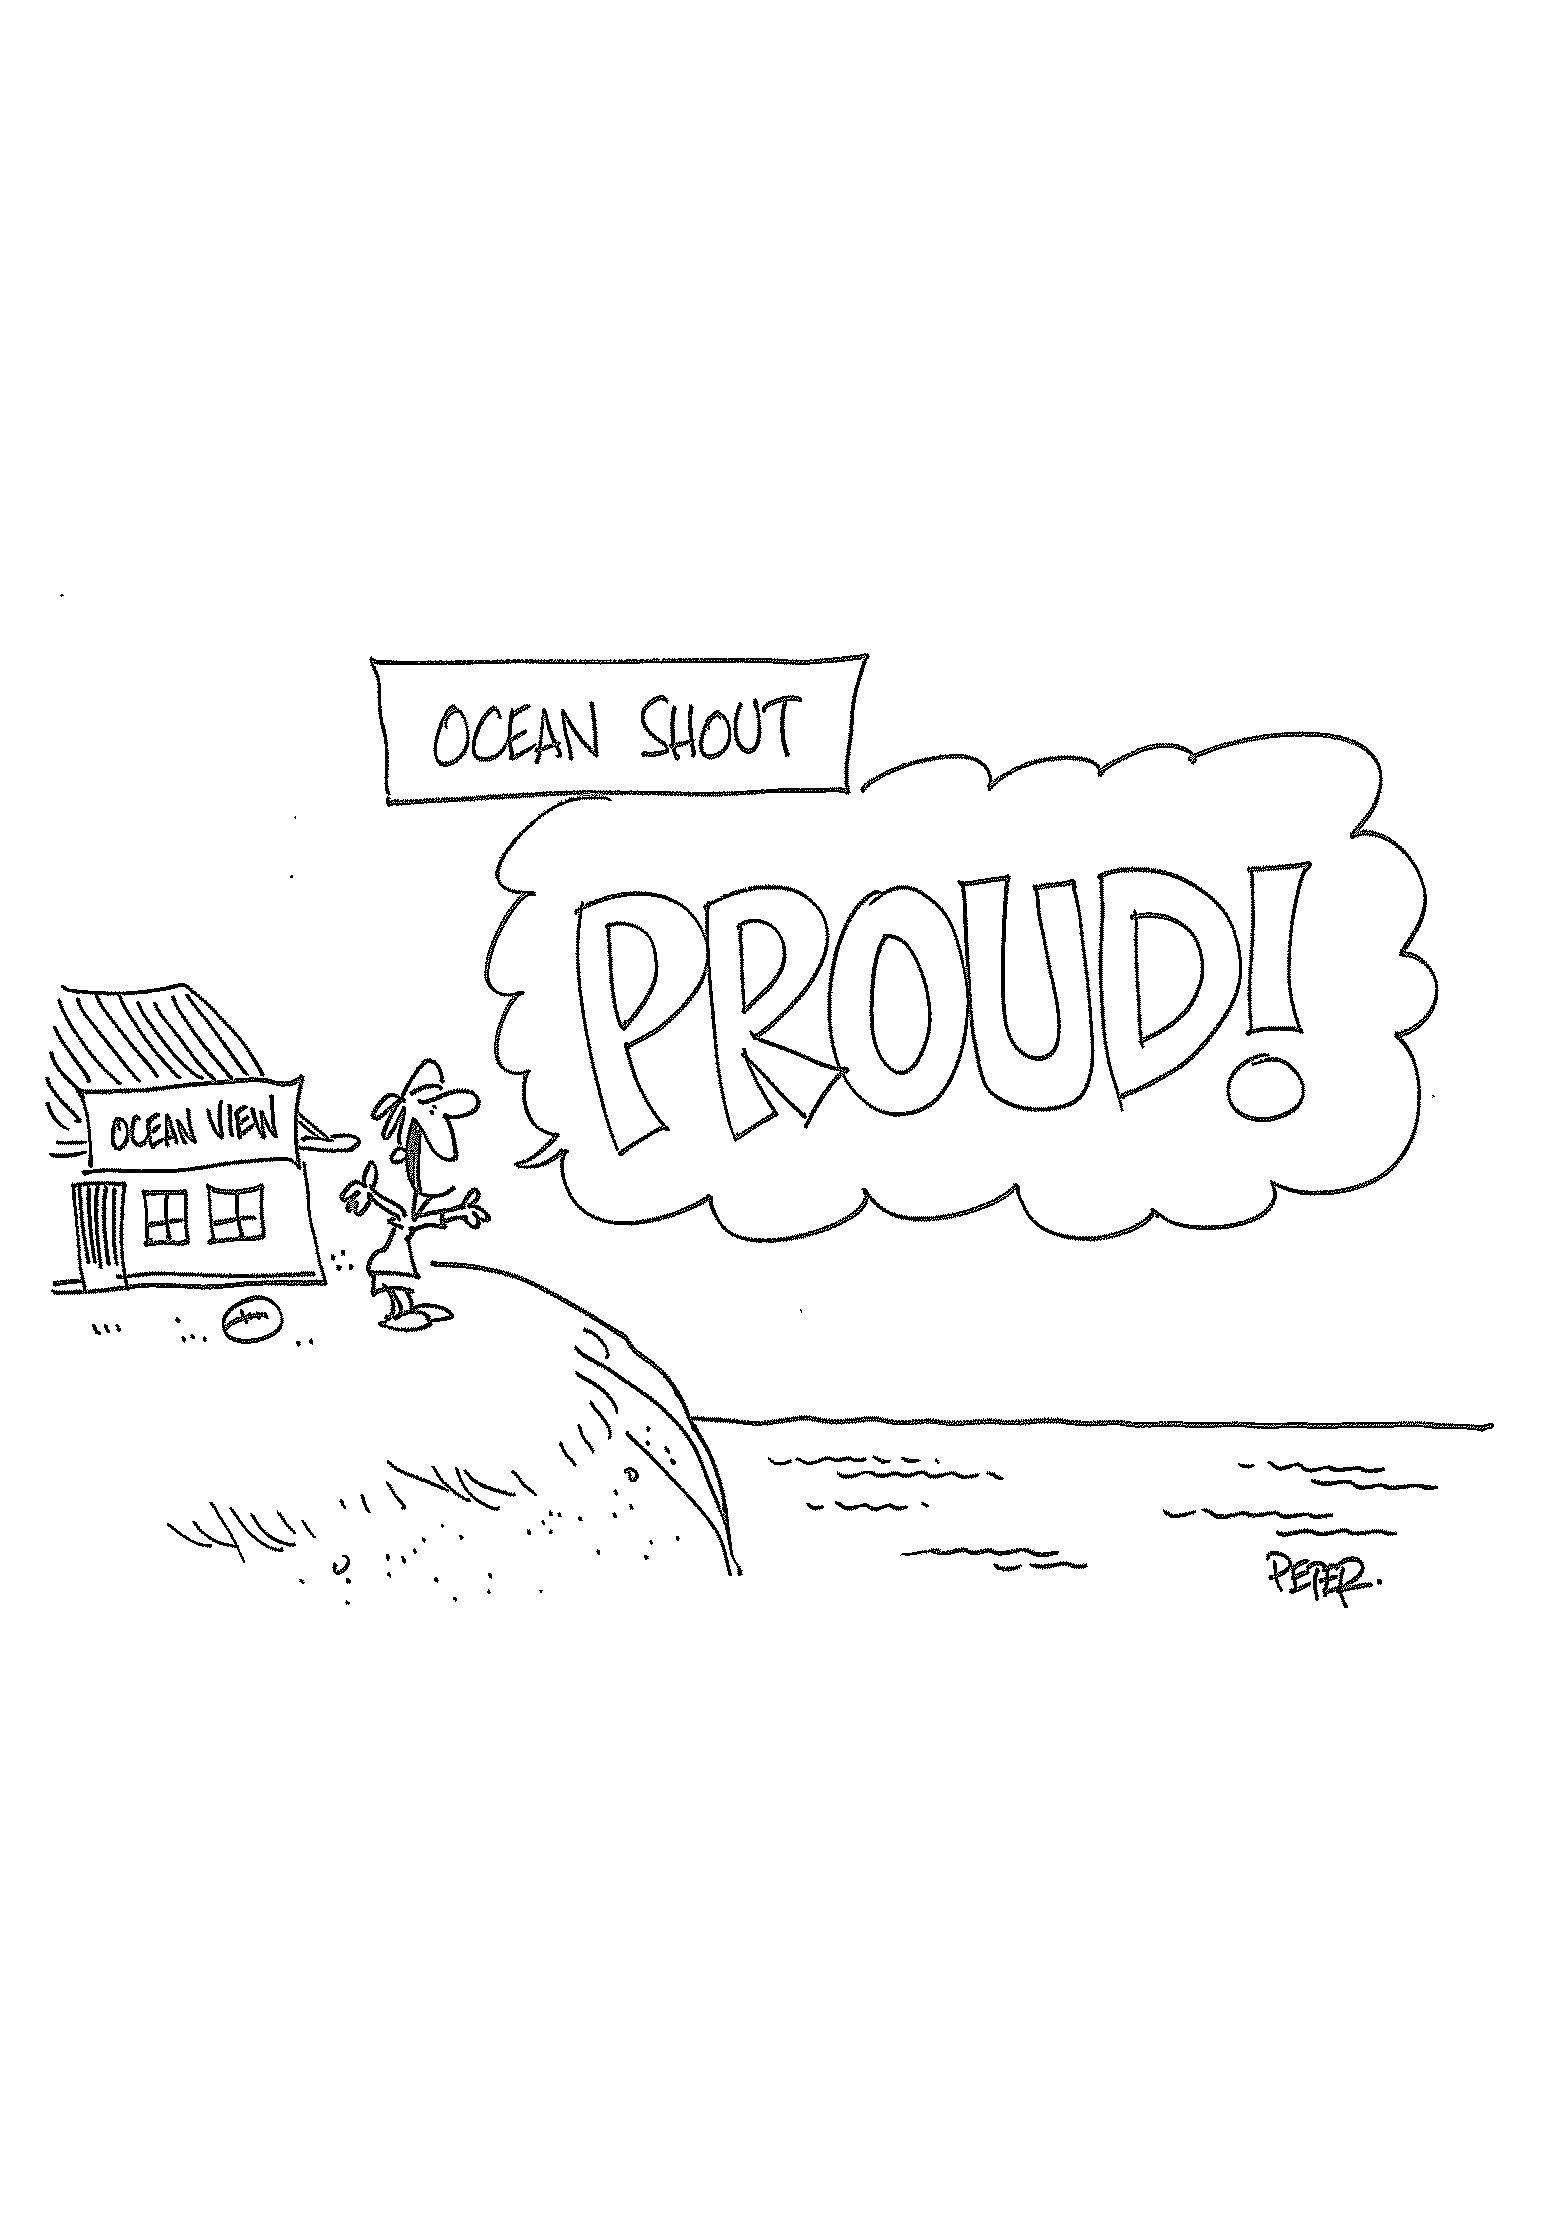 OCEAN SHOUT
PROUD!
OCEAN VIEW
PETER.